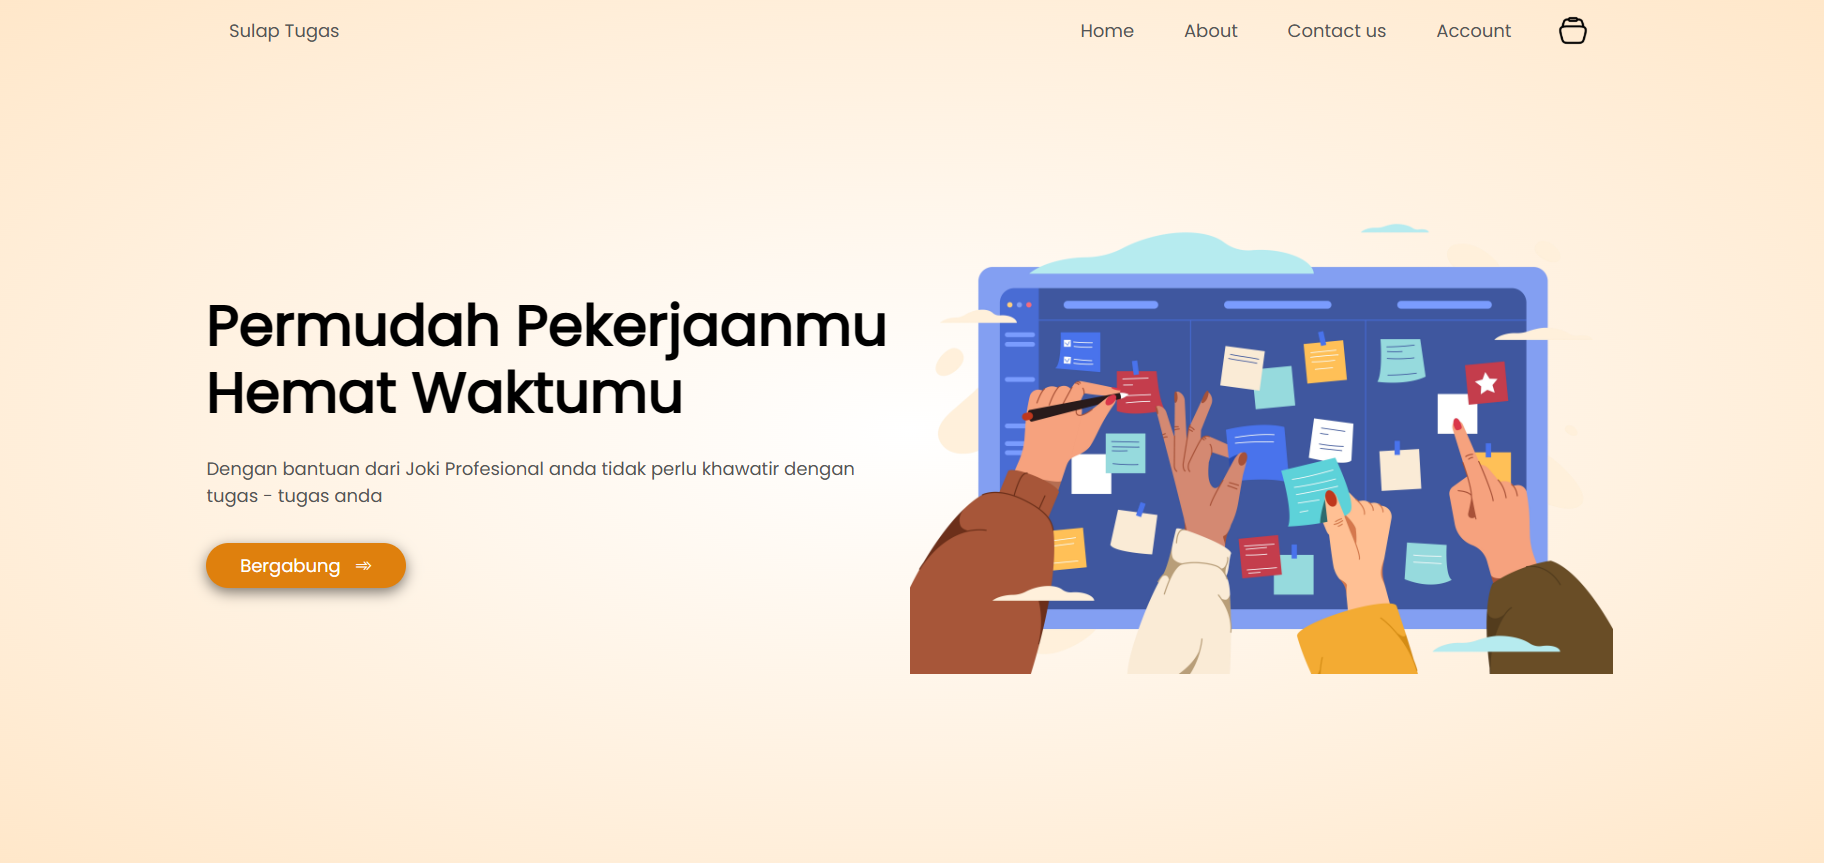 Sulap Tugas
Home About Contact us Account
Permudah Pekerjaanmu
Hemat Waktumu
Dengan bantuan dari Joki Profesional anda tidak perlu khawatir dengan
tugas - tugas anda
Bergabung